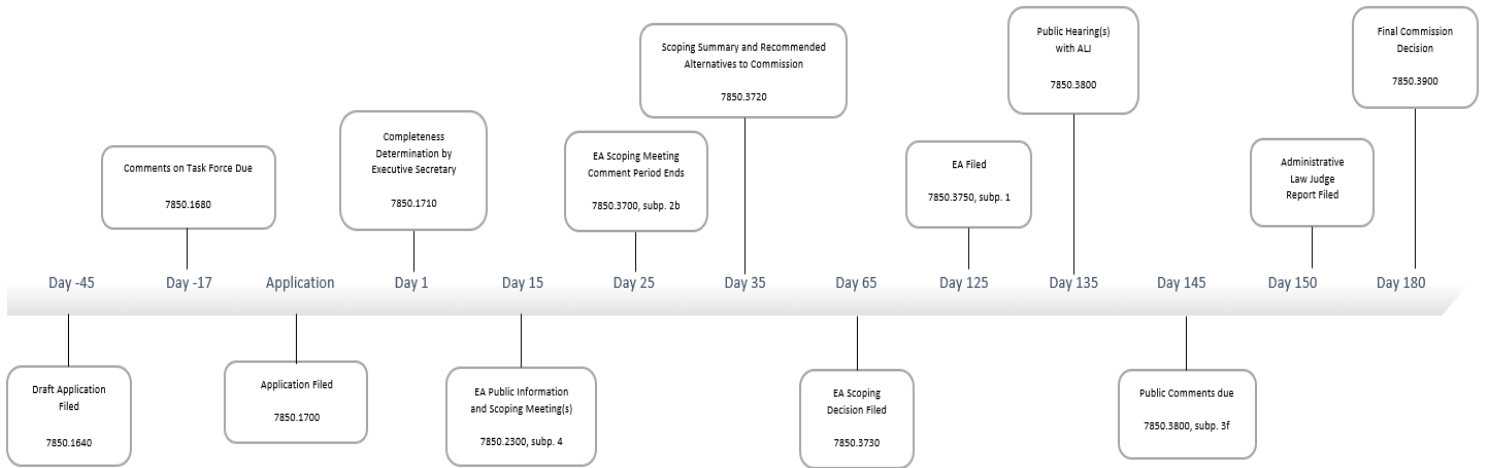 Public Hearing(s)
with ALJ
7850.3800
Final Commission
Decision
7850.3900
Scoping Summary and Recommended
Alternatives to Commission
7850.3720
Completeness
Determination by
Executive Secretary
7850.1710
EA Scoping Meeting
Comment Period Ends
7850.3700, subp. 2b
EA Filed
7850.3750, subp. 1
Administrative
Law Judge
Report Filed
Comments on Task Force Due
7850.1680
Day -45
Day -17
Application
Day 1
Day 15
Day 25
Day 35
Day 65
Day 125
Day 135
Day 145
Day 150
Day 180
Draft Application
Filed
7850.1640
Application Filed
7850.1700
EA Public Information
and Scoping Meeting(s)
7850.2300, subp. 4
EA Scoping
Decision Filed
7850.3730
Public Comments due
7850.3800, subp. 3f